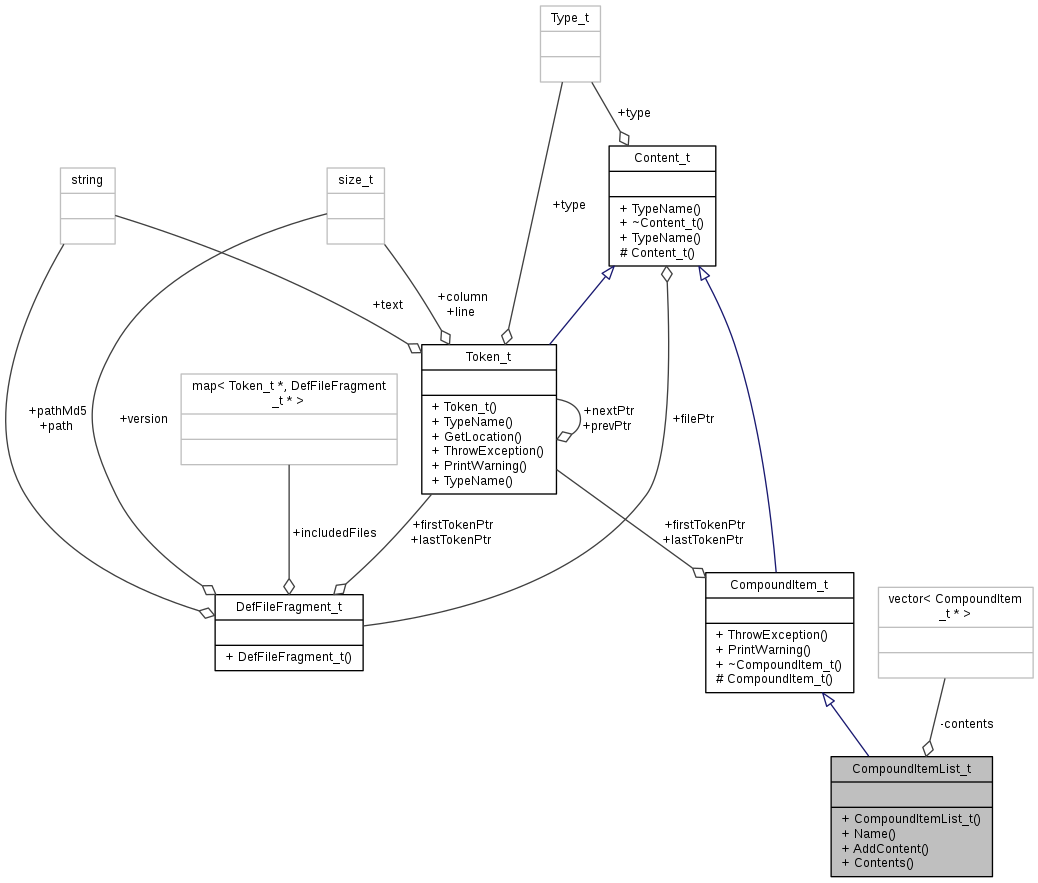 Type_t
+type
Content_t
+ TypeName()
+ ~Content_t()
+ TypeName()
# Content_t()
string
size_t
+type
+text
+column
+line
Token_t
+ Token_t()
+ TypeName()
+ GetLocation()
+ ThrowException()
+ PrintWarning()
+ TypeName()
map< Token_t *, DefFileFragment
_t * >
+pathMd5
+path
+version
+nextPtr
+prevPtr
+filePtr
+includedFiles
+firstTokenPtr
+lastTokenPtr
+firstTokenPtr
+lastTokenPtr
DefFileFragment_t
+ DefFileFragment_t()
CompoundItem_t
+ ThrowException()
+ PrintWarning()
+ ~CompoundItem_t()
# CompoundItem_t()
vector< CompoundItem
_t * >
-contents
CompoundItemList_t
+ CompoundItemList_t()
+ Name()
+ AddContent()
+ Contents()